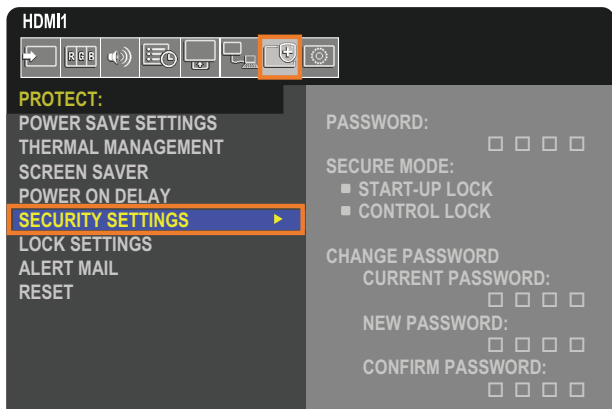 HDMI1
RGB
PROTECT:
POWER SAVE SETTINGS
THERMAL MANAGEMENT
SCREEN SAVER
POWER ON DELAY
SECURITY SETTINGS
LOCK SETTINGS
ALERT MAIL
RESET
PASSWORD:
SECURE MODE:
START-UP LOCK
CONTROL LOCK
CHANGE PASSWORD
CURRENT PASSWORD:
NEW PASSWORD:
CONFIRM PASSWORD: